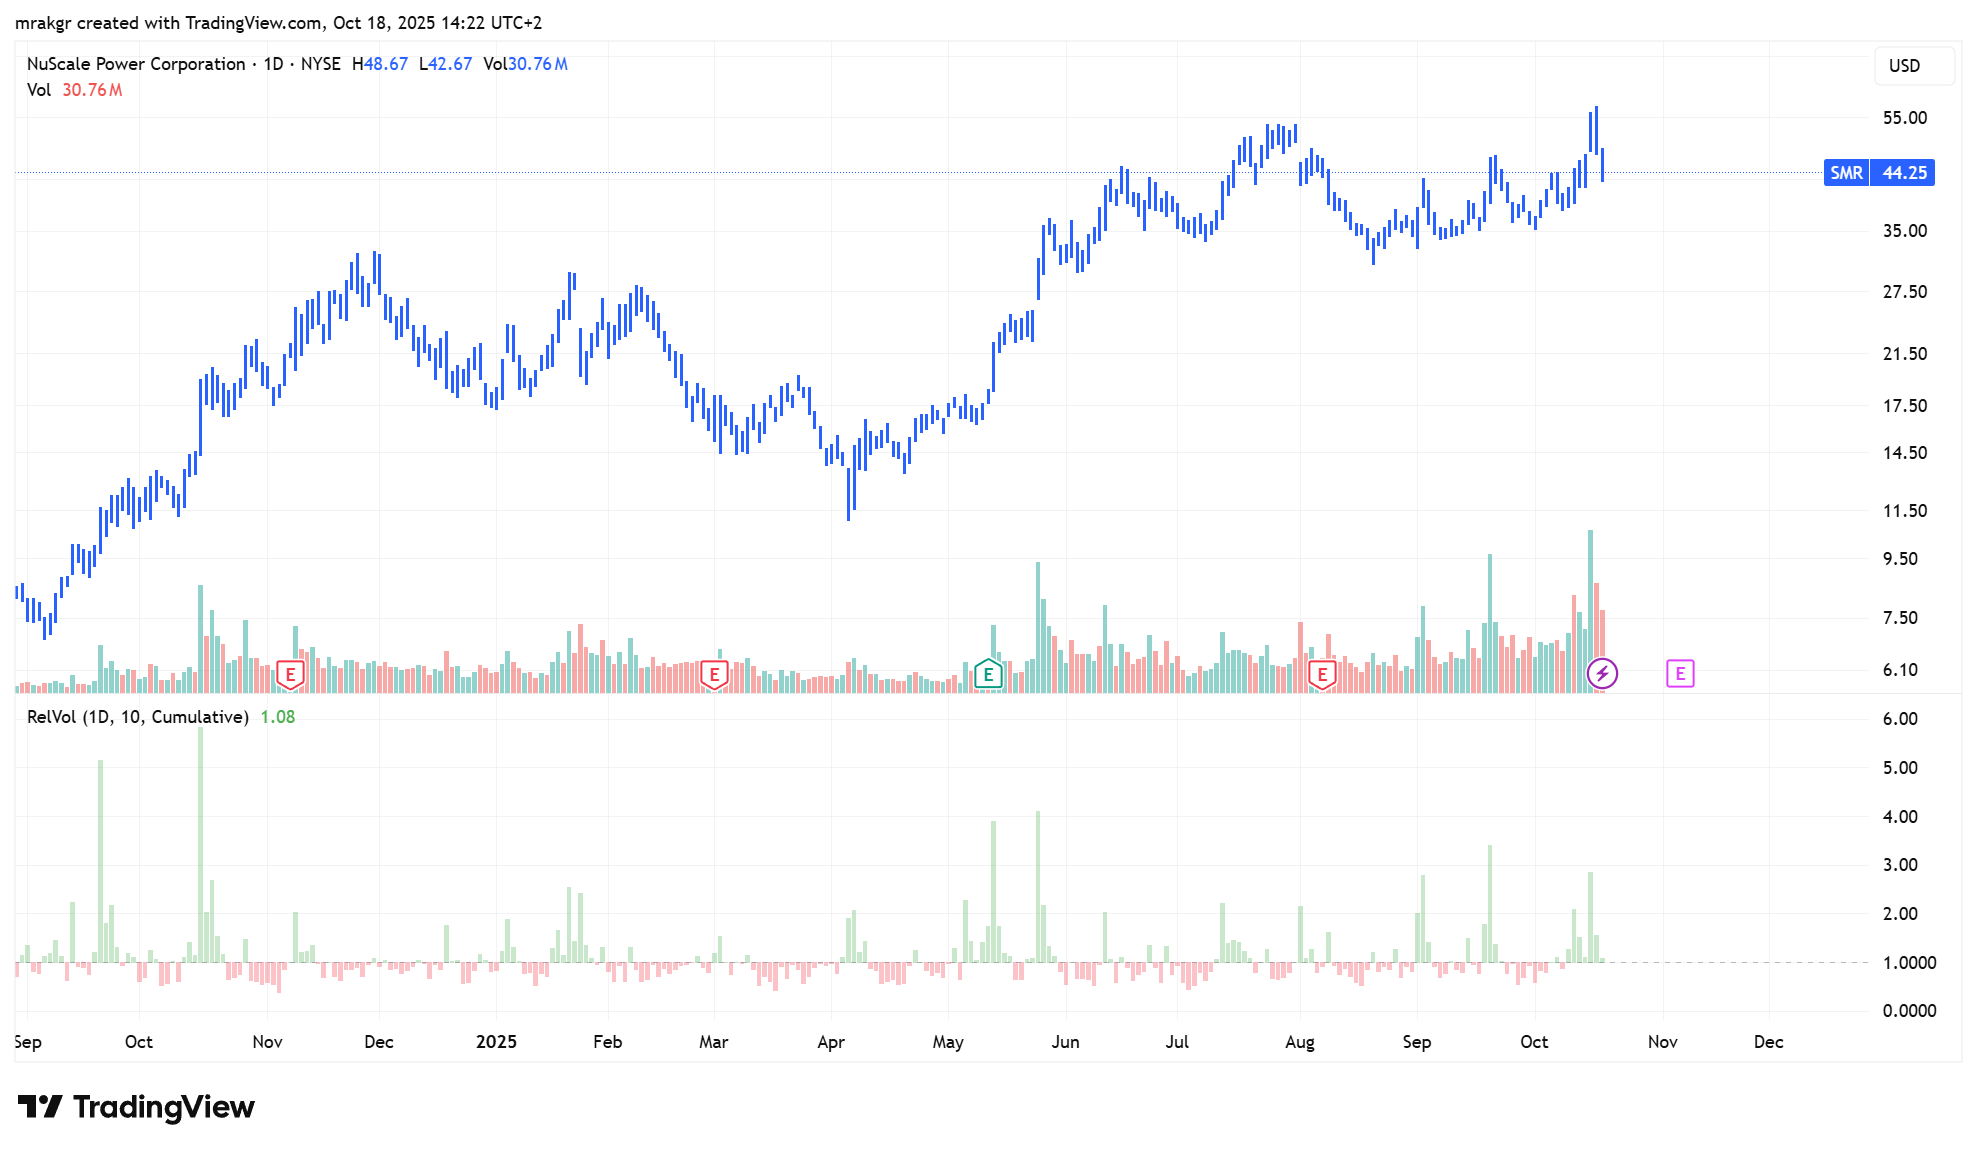 mrakgr created with TradingView.com, Oct 18, 2025 14:22 UTC+2
NuScale Power Corporation · 1D · NYSE H48.67 L42.67 Vol30.76M
Vol 30.76M
USD
55.00
SMR 44.25
35.00
27.50
21.50
17.50
14.50
11.50
9.50
7.50
6.10
E E E E E
RelVol (1D, 10, Cumulative) 1.08
6.00
5.00
4.00
3.00
2.00
1.0000
0.0000
Sep Oct Nov Dec 2025 Feb Mar Apr May Jun Jul Aug Sep Oct Nov Dec
TradingView